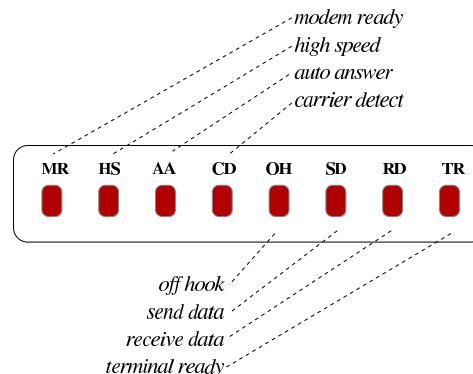 modem ready
high speed
auto answer
carrier detect
MR HS AA CD OH SD RD TR
off hook
send data
receive data
terminal ready